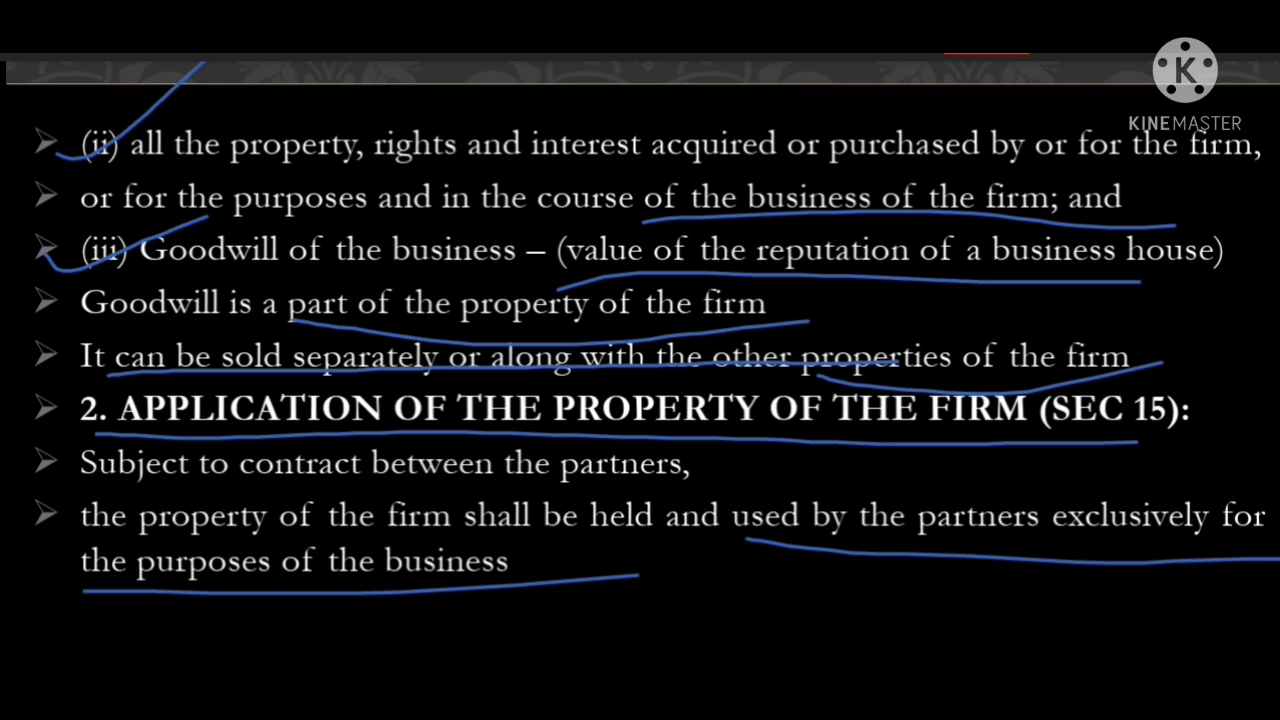 K
KINEMASTER
(ii) all the property, rights and interest acquired or purchased by or for the firm,
or for the purposes and in the course of the business of the firm; and
(iii) Goodwill of the business – (value of the reputation of a business house)
Goodwill is a part of the property of the firm
It can be sold separately or along with the other properties of the firm
2. APPLICATION OF THE PROPERTY OF THE FIRM (SEC 15):
Subject to contract between the partners,
the property of the firm shall be held and used by the partners exclusively for
the purposes of the business